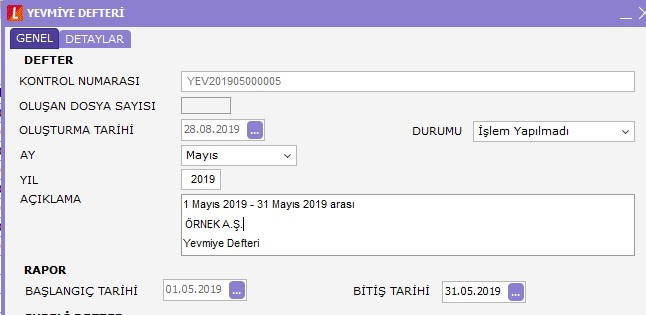 L YEVMİYE DEFTERİ
GENEL DETAYLAR
DEFTER
KONTROL NUMARASI YEV201905000005
OLUŞAN DOSYA SAYISI
OLUŞTURMA TARİHİ 28.08.2019 ... DURUMU İşlem Yapılmadı
AY Mayıs
YIL 2019
AÇIKLAMA 1 Mayıs 2019 - 31 Mayıs 2019 arası
ÖRNEK A.Ş.
Yevmiye Defteri
RAPOR
BAŞLANGIÇ TARİHİ 01.05.2019 ... BİTİŞ TARİHİ 31.05.2019 ...